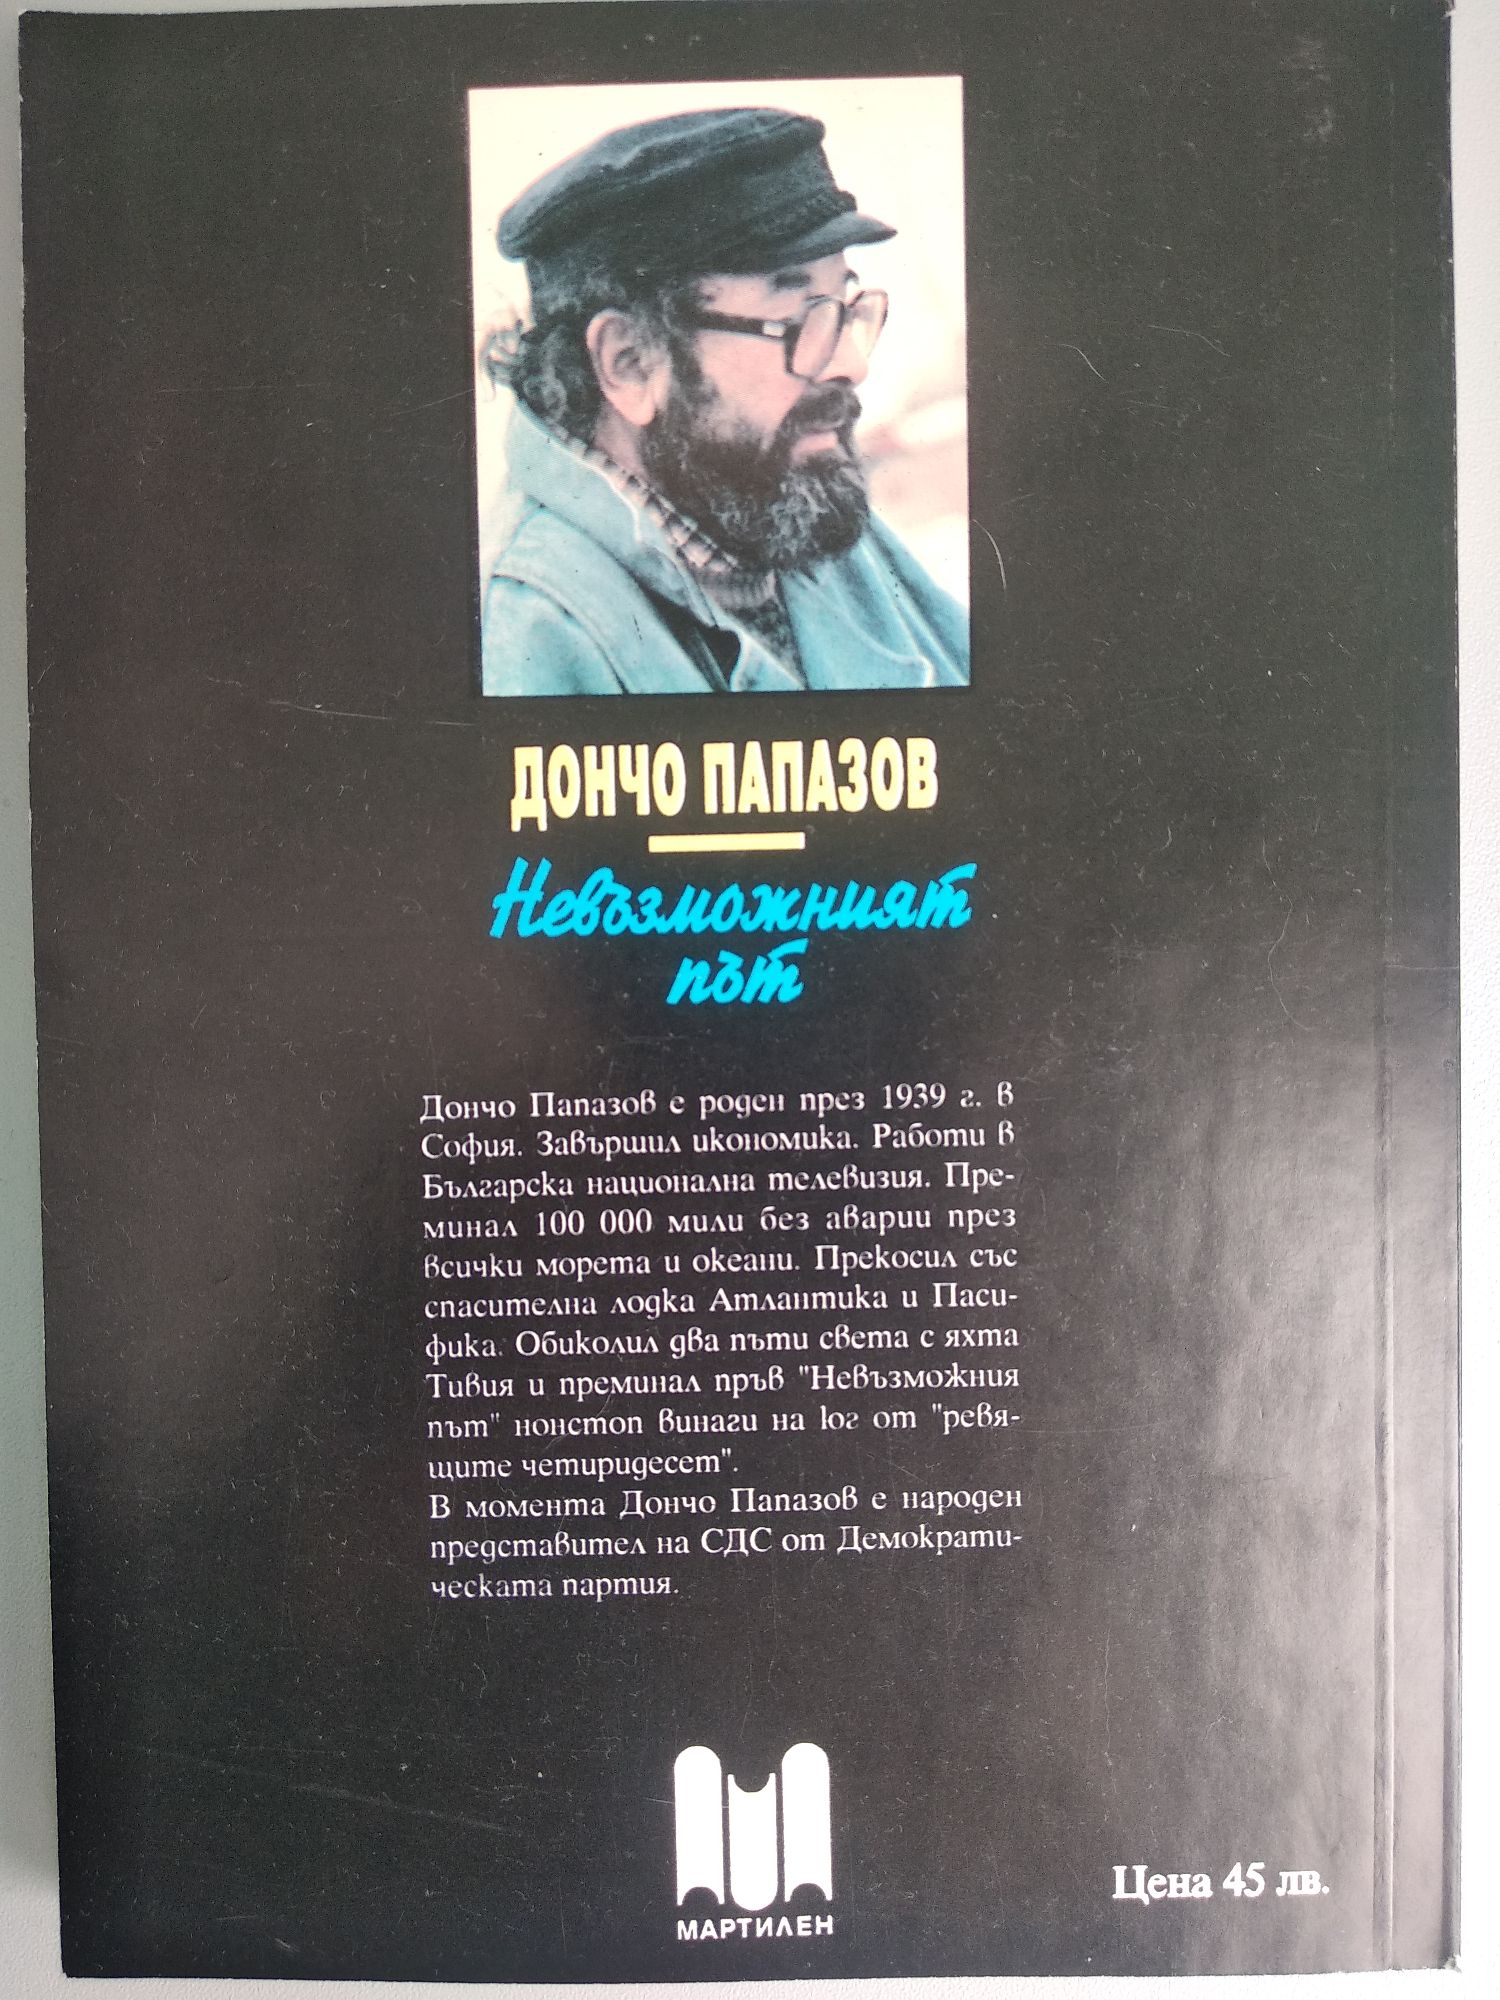 ДОНЧО ПАПАЗОВ
Невъзможният
път
Дончо Папазов е роден през 1939 г. в
София. Завършил икономика. Работи в
Българска национална телевизия. Пре-
минал 100 000 мили без аварии през
всички морета и океани. Прекосил със
спасителна лодка Атлантика и Паси-
фика. Обиколил два пъти света с яхта
Тивия и преминал пръв "Невъзможния
път" нонстоп винаги на юг от "ревя-
щите четиридесет".
В момента Дончо Папазов е народен
представител на СДС от Демократи-
ческата партия.
МАРТИЛЕН
Цена 45 лв.